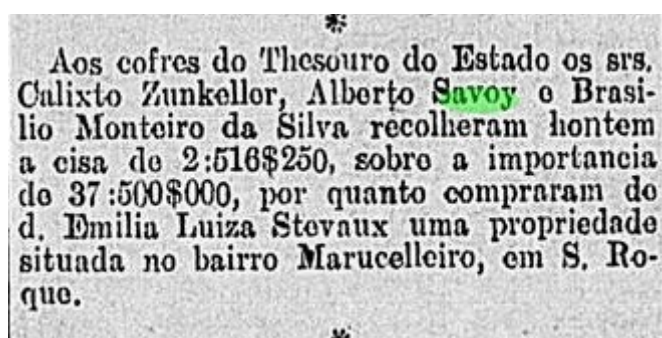 Aos cofres do Thesouro do Estado os srs.
Calixto Zunkeller, Alberto Savoy e Brasi-
lio Monteiro da Silva recolheram hontem
a cisa de 2:516$250, sobre a importancia
de 37:500$000, por quanto compraram de
d. Emilia Luiza Stevaux uma propriedade
situada no bairro Marucelleiro, em S. Ro-
que.